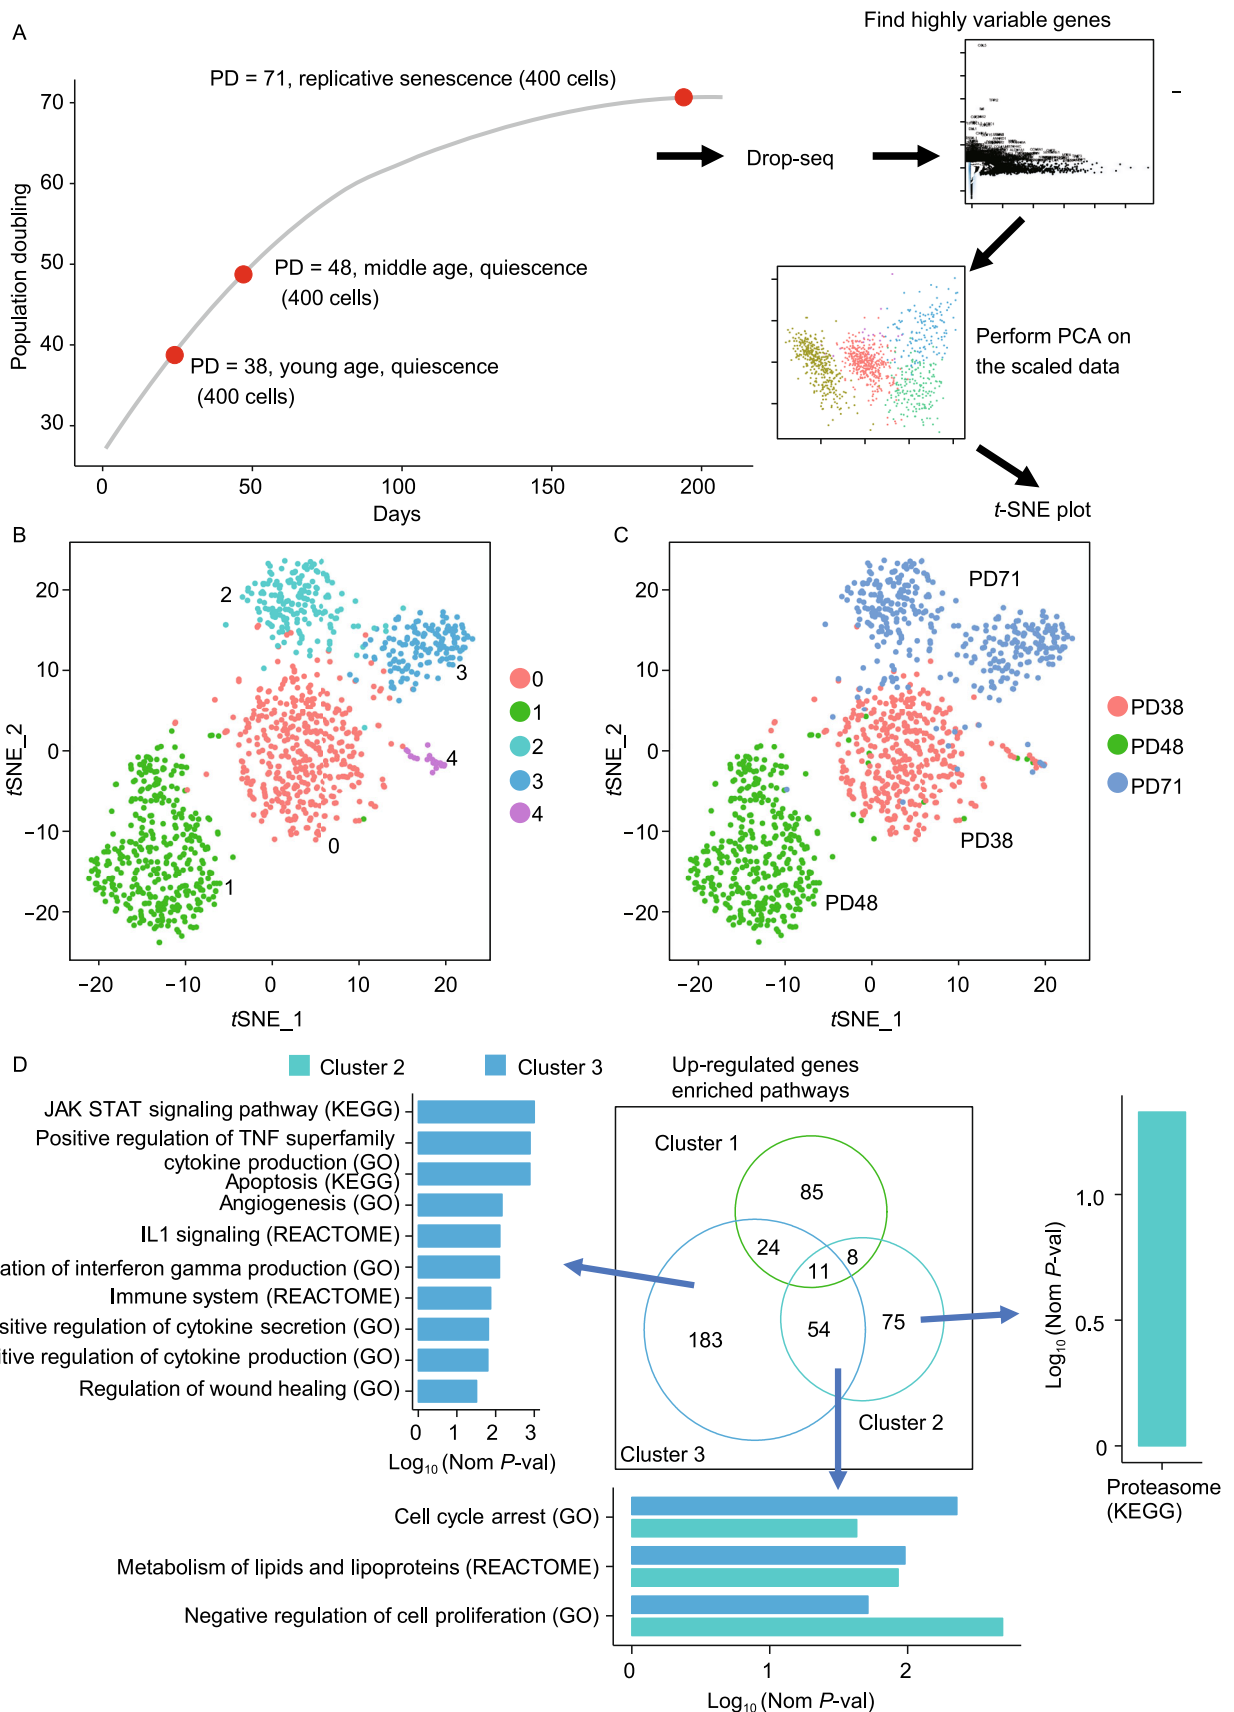 A
Find highly variable genes
PD = 71, replicative senescence (400 cells)
Drop-seq
PD = 48, middle age, quiescence
(400 cells)
PD = 38, young age, quiescence
(400 cells)
Population doubling
70
60
50
40
30
0
50
100
150
200
Days
Perform PCA on
the scaled data
t-SNE plot
B
20
10
0
−10
−20
tSNE_2
2
3
4
0
1
0
1
2
3
4
−20
−10
0
10
20
tSNE_1
C
20
10
0
−10
−20
tSNE_2
PD71
PD38
PD48
PD38
PD48
PD71
−20
−10
0
10
20
tSNE_1
D
Cluster 2
Cluster 3
JAK STAT signaling pathway (KEGG)
Positive regulation of TNF superfamily
cytokine production (GO)
Apoptosis (KEGG)
Angiogenesis (GO)
IL1 signaling (REACTOME)
ation of interferon gamma production (GO)
Immune system (REACTOME)
sitive regulation of cytokine secretion (GO)
itive regulation of cytokine production (GO)
Regulation of wound healing (GO)
0
1
2
3
Log10 (Nom P-val)
Up-regulated genes
enriched pathways
Cluster 1
85
24
8
11
183
54
75
Cluster 2
Cluster 3
1.0
0.5
0
Log10 (Nom P-val)
Proteasome
(KEGG)
Cell cycle arrest (GO)
Metabolism of lipids and lipoproteins (REACTOME)
Negative regulation of cell proliferation (GO)
0
1
2
Log10 (Nom P-val)